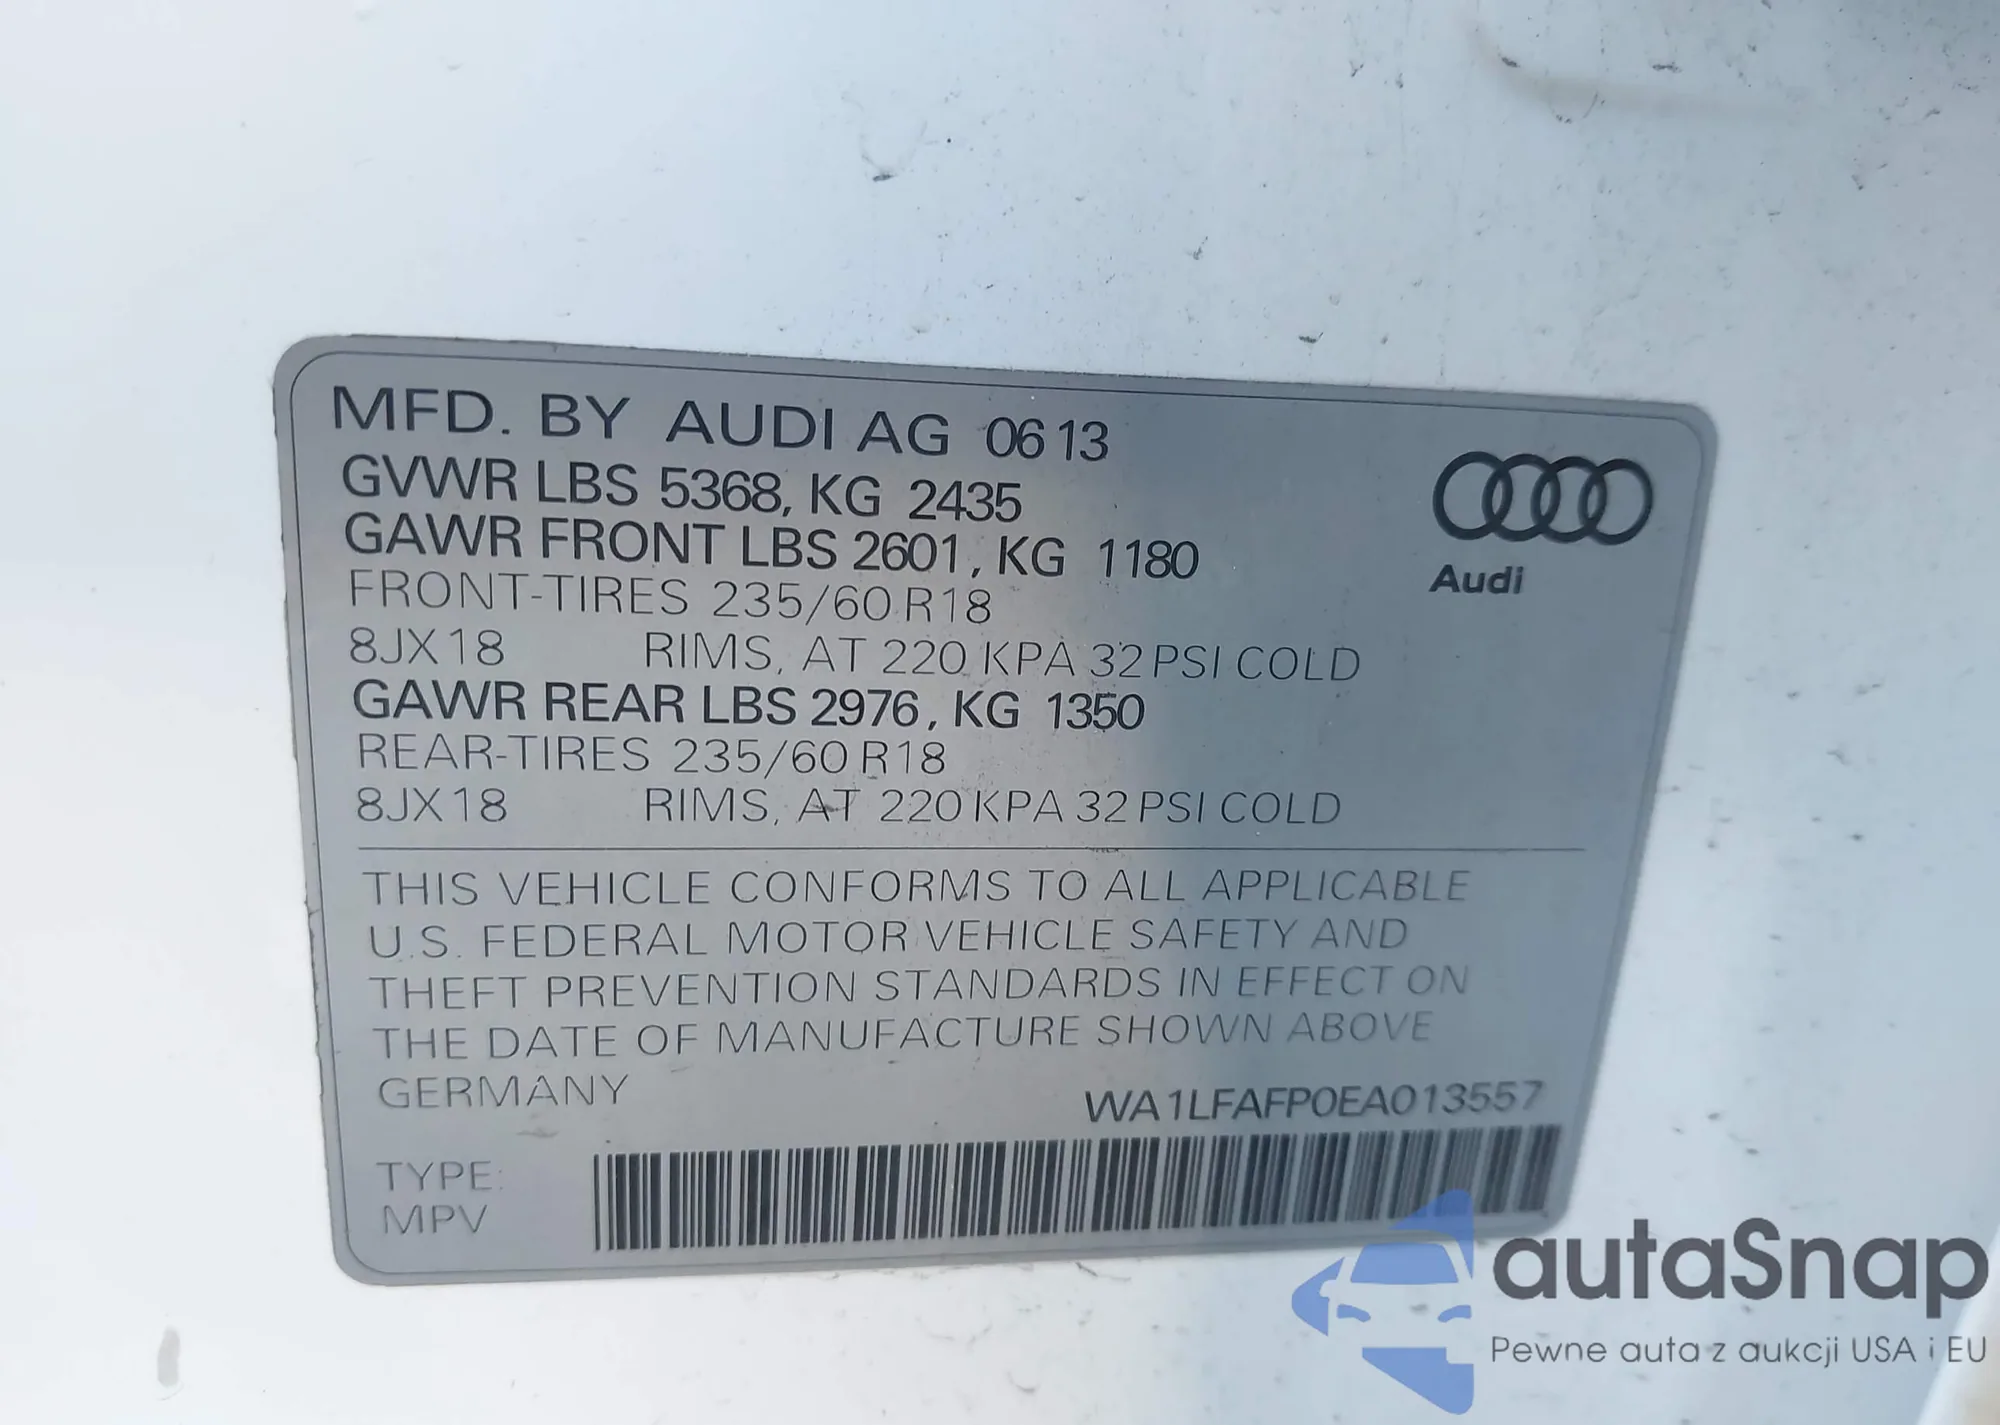 MFD. BY AUDI AG 06 13
GVWR LBS 5368, KG 2435
GAWR FRONT LBS 2601, KG 1180
FRONT-TIRES 235/60 R18
8JX18 RIMS, AT 220 KPA 32 PSI COLD
GAWR REAR LBS 2976, KG 1350
REAR-TIRES 235/60 R18
8JX18 RIMS, AT 220 KPA 32 PSI COLD
Audi
THIS VEHICLE CONFORMS TO ALL APPLICABLE
U.S. FEDERAL MOTOR VEHICLE SAFETY AND
THEFT PREVENTION STANDARDS IN EFFECT ON
THE DATE OF MANUFACTURE SHOWN ABOVE
GERMANY WA1LFAFP0EA013557
TYPE:
MPV
autaSnap
Pewne auta z aukcji USA i EU